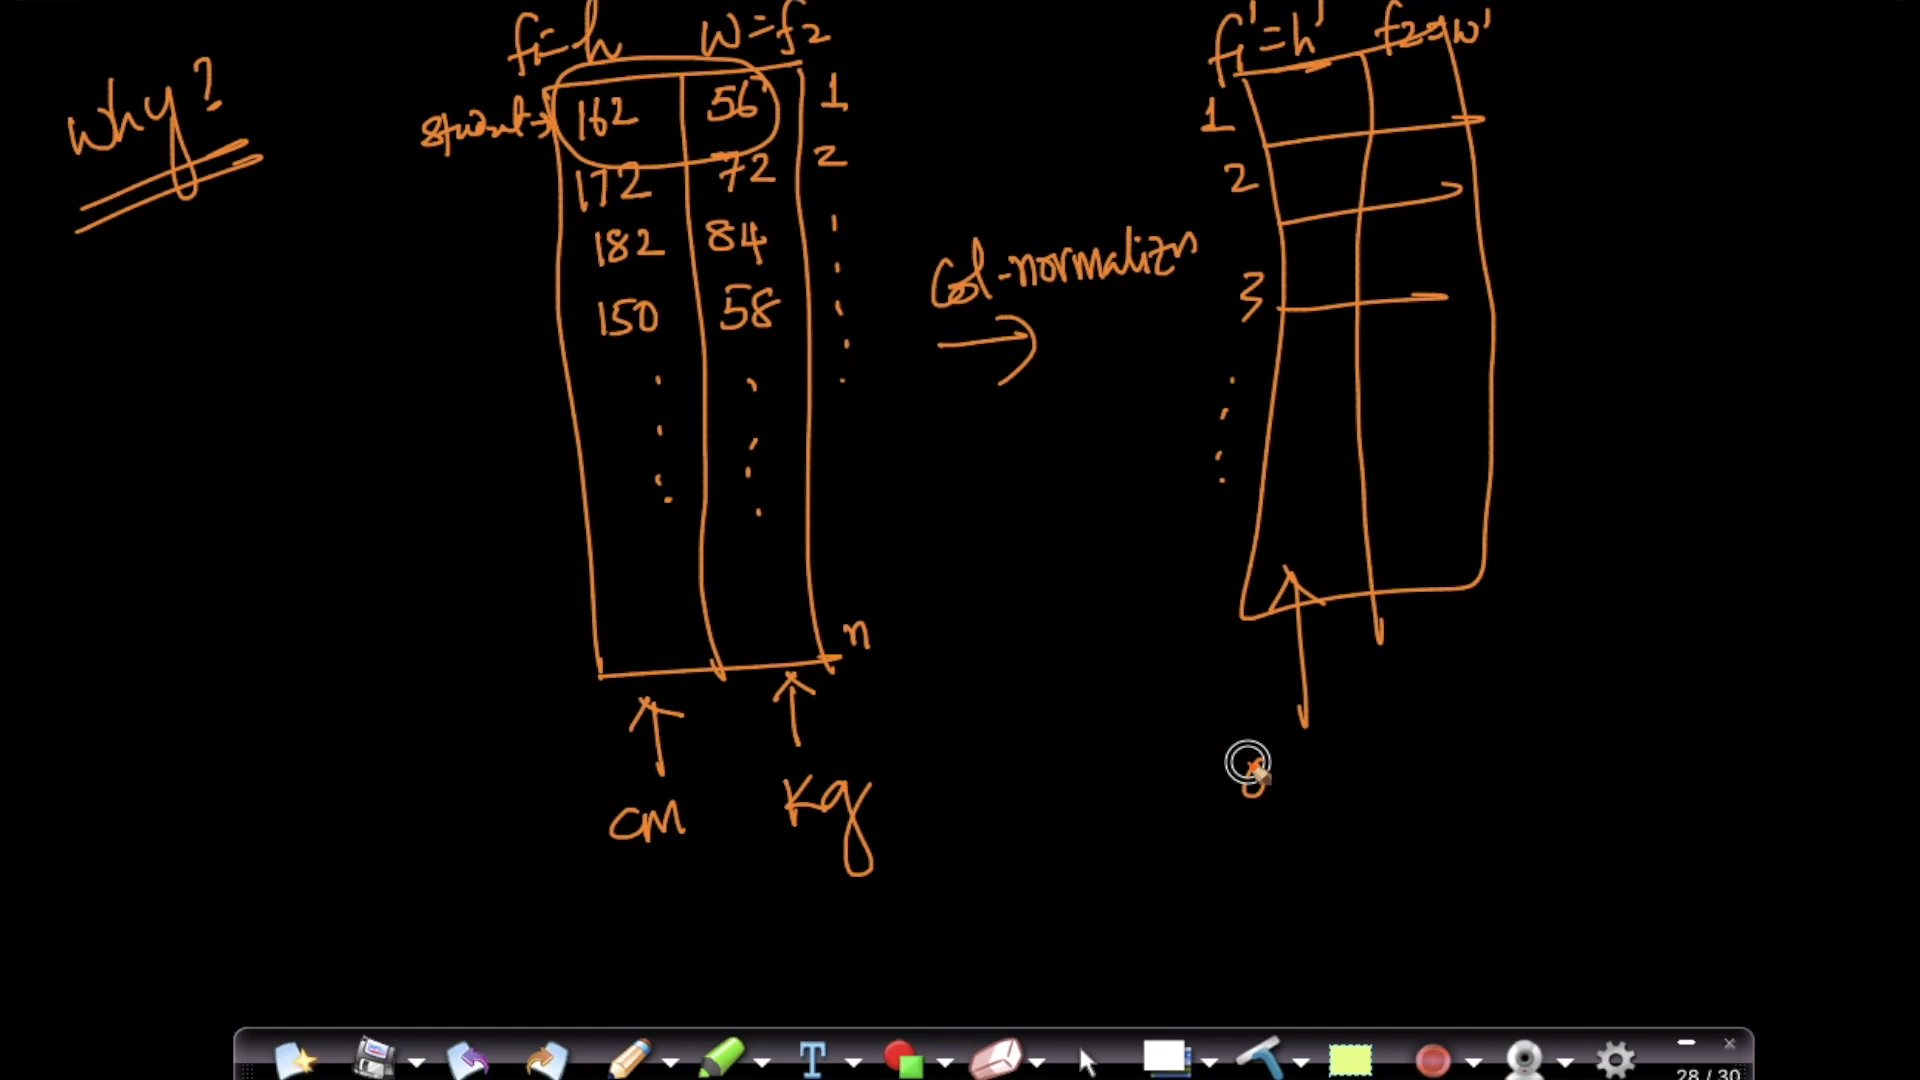 Why?
f1=h W=f2
student→ 162 56 1
172 72 2
182 84
150 58
n
cm kg
Col-normalizn
f1'=h' f2=w'
1
2
3
28 / 30